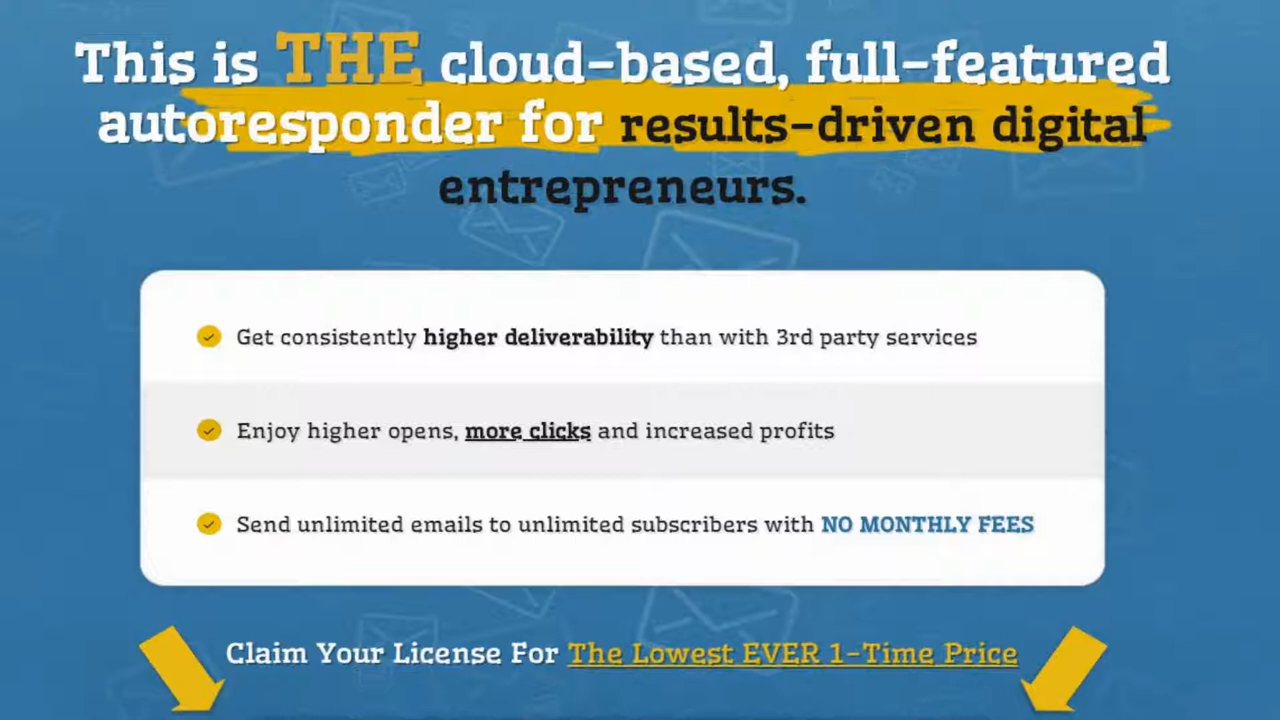 This is THE cloud-based, full-featured
autoresponder for results-driven digital
entrepreneurs.
Get consistently higher deliverability than with 3rd party services
Enjoy higher opens, more clicks and increased profits
Send unlimited emails to unlimited subscribers with NO MONTHLY FEES
Claim Your License For The Lowest EVER 1-Time Price